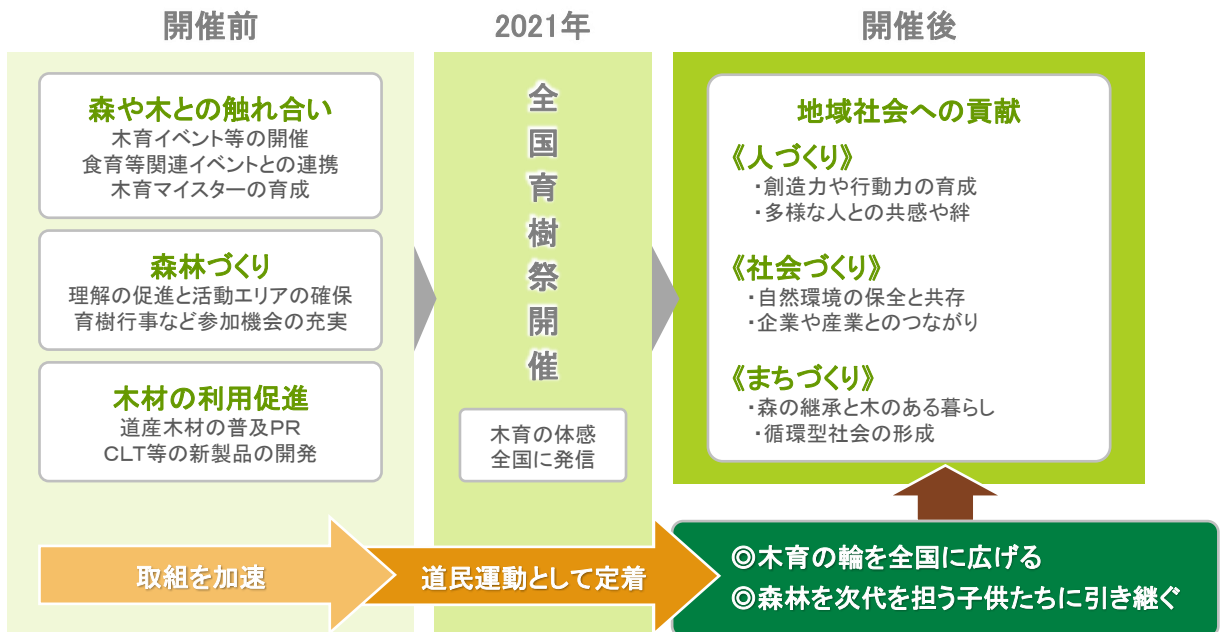 開催前
森や木との触れ合い
木育イベント等の開催
食育等関連イベントとの連携
木育マイスターの育成
森林づくり
理解の促進と活動エリアの確保
育樹行事など参加機会の充実
木材の利用促進
道産木材の普及PR
CLT等の新製品の開発
取組を加速
2021年
全国育樹祭開催
木育の体感
全国に発信
道民運動として定着
開催後
地域社会への貢献
《人づくり》
・創造力や行動力の育成
・多様な人との共感や絆
《社会づくり》
・自然環境の保全と共存
・企業や産業とのつながり
《まちづくり》
・森の継承と木のある暮らし
・循環型社会の形成
◎木育の輪を全国に広げる
◎森林を次代を担う子供たちに引き継ぐ